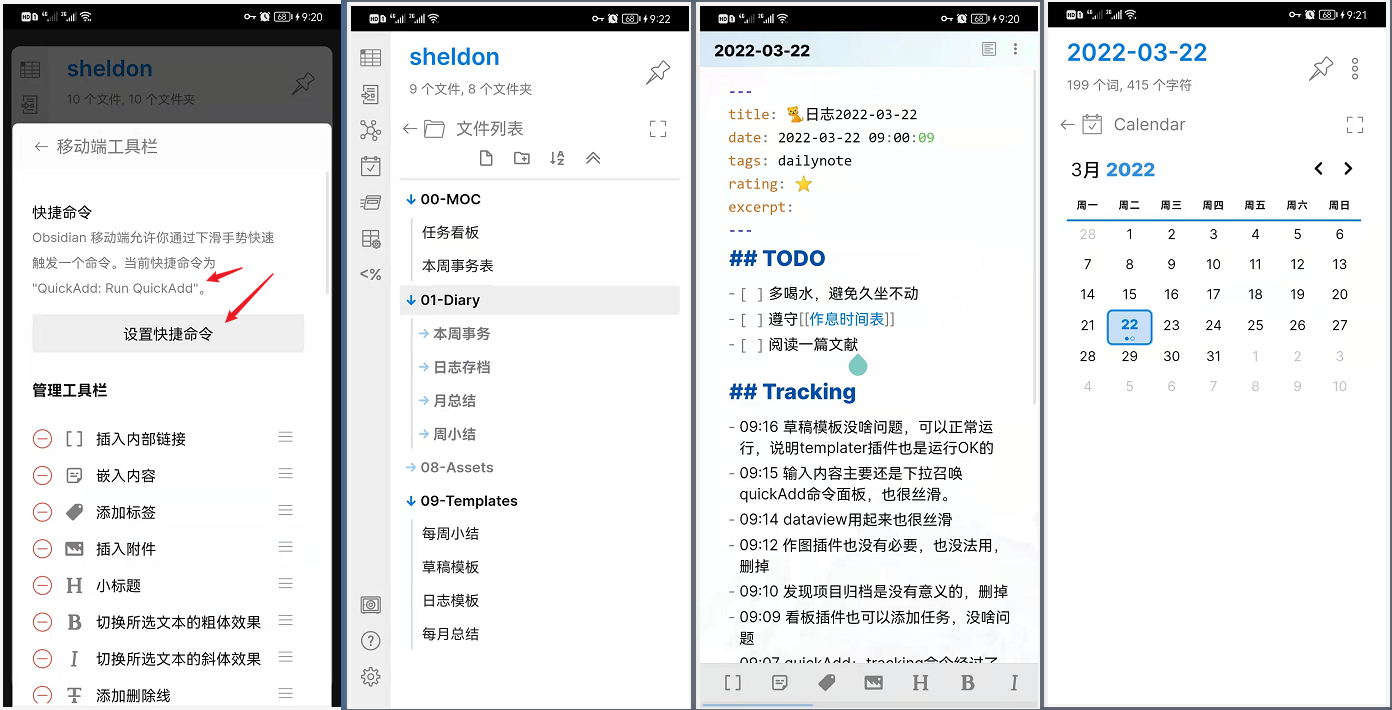 9:20
sheldon
10 个文件, 10 个文件夹
移动端工具栏
快捷命令
Obsidian 移动端允许你通过下滑手势快速
触发一个命令。当前快捷命令为
"QuickAdd: Run QuickAdd"。
设置快捷命令
管理工具栏
插入内部链接
嵌入内容
添加标签
插入附件
H 小标题
B 切换所选文本的粗体效果
I 切换所选文本的斜体效果
添加删除线
68 9:22
sheldon
9 个文件, 8 个文件夹
文件列表
00-MOC
任务看板
本周事务表
01-Diary
本周事务
日志存档
月总结
周小结
08-Assets
09-Templates
每周小结
草稿模板
日志模板
每月总结
<%
68 9:20
2022-03-22
---
title: 🐈日志2022-03-22
date: 2022-03-22 09:00:09
tags: dailynote
rating: ⭐
excerpt:
---
## TODO
- [ ] 多喝水，避免久坐不动
- [ ] 遵守[[作息时间表]]
- [ ] 阅读一篇文献
## Tracking
- 09:16 草稿模板没啥问题，可以正常运
行，说明templater插件也是运行OK的
- 09:15 输入内容主要还是下拉召唤
quickAdd命令面板，也很丝滑。
- 09:14 dataview用起来也很丝滑
- 09:12 作图插件也没有必要，也没法用，
删掉
- 09:10 发现项目归档是没有意义的，删掉
- 09:09 看板插件也可以添加任务，没啥问
题
- 09:07 quickAdd：tracking命令经过了
[] H B I
68 9:21
2022-03-22
199 个词, 415 个字符
Calendar
3月 2022
周一 周二 周三 周四 周五 周六 周日
28 1 2 3 4 5 6
7 8 9 10 11 12 13
14 15 16 17 18 19 20
21 22 23 24 25 26 27
28 29 30 31 1 2 3
4 5 6 7 8 9 10